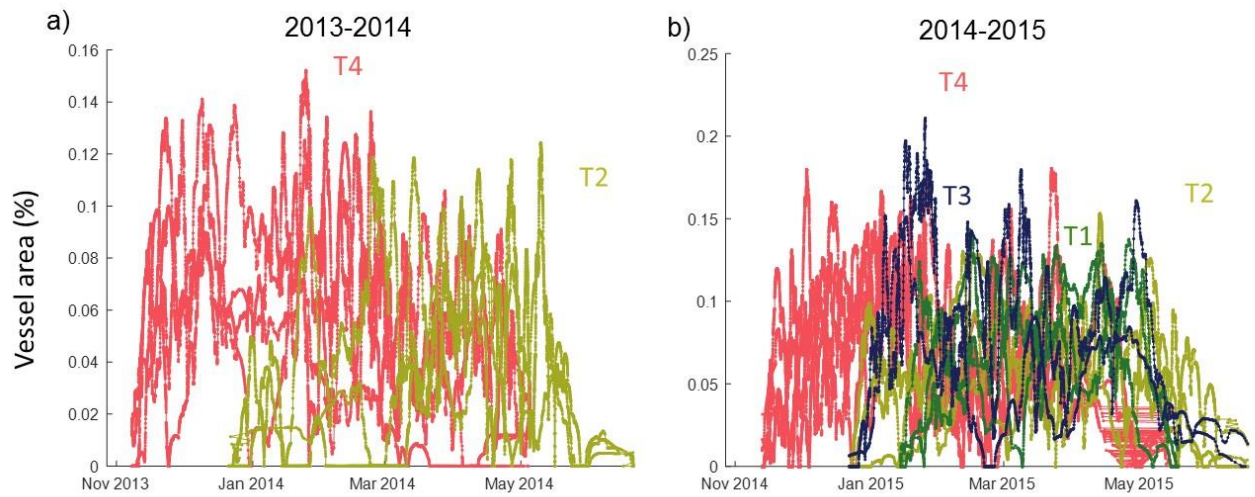 a)
2013-2014
T4
T2
Vessel area (%)
0.16
0.14
0.12
0.1
0.08
0.06
0.04
0.02
0
Nov 2013 Jan 2014 Mar 2014 May 2014
b)
2014-2015
T4
T3
T1
T2
0.25
0.2
0.15
0.1
0.05
0
Nov 2014 Jan 2015 Mar 2015 May 2015